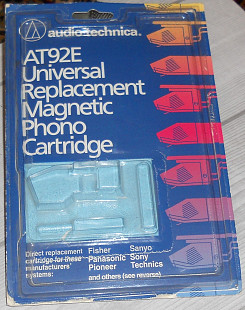 audio-technica.
AT92E
Universal
Replacement
Magnetic
Phono
Cartridge
Direct replacement
cartridge for these
manufacturers'
systems:
Fisher
Panasonic
Pioneer
Sanyo
Sony
Technics
and others (see reverse)